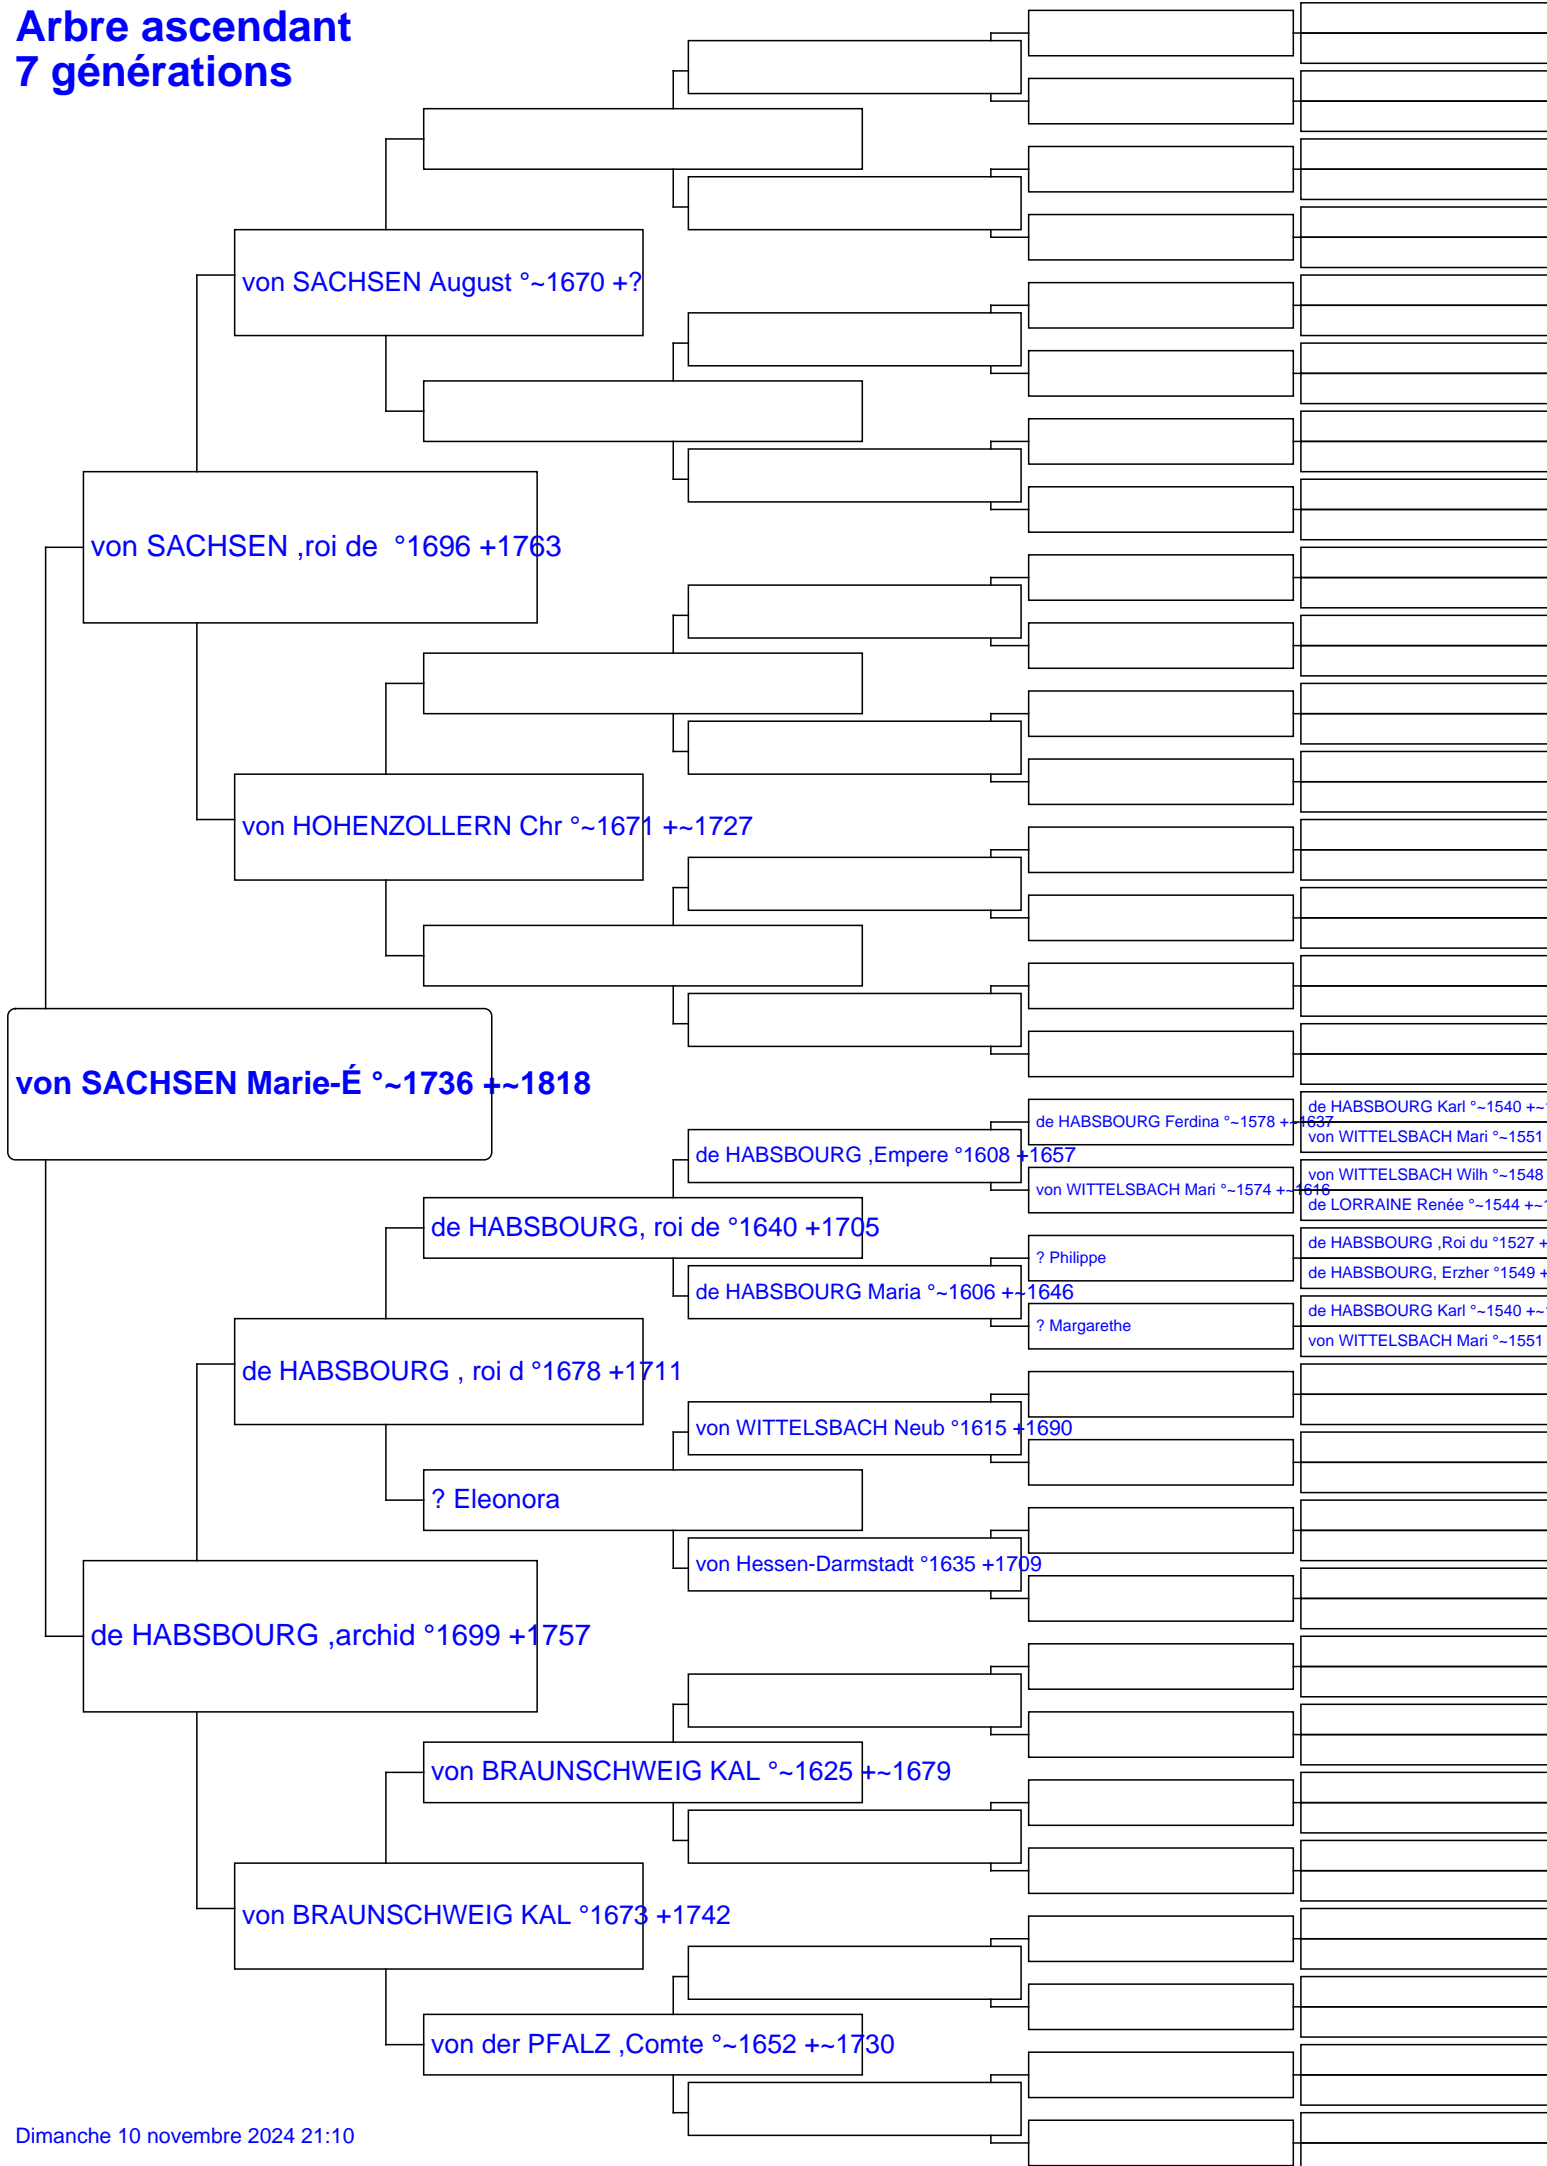 Arbre ascendant
7 générations
von SACHSEN August °~1670 +?
von SACHSEN ,roi de  °1696 +1763
von HOHENZOLLERN Chr °~1671 +~1727
von SACHSEN Marie-É °~1736 +~1818
de HABSBOURG Ferdina °~1578 +~1637
de HABSBOURG Karl °~1540 +~1
von WITTELSBACH Mari °~1551
de HABSBOURG ,Empere °1608 +1657
von WITTELSBACH Mari °~1574 +~1616
von WITTELSBACH Wilh °~1548
de LORRAINE Renée °~1544 +~1
de HABSBOURG, roi de °1640 +1705
? Philippe
de HABSBOURG ,Roi du °1527 +
de HABSBOURG, Erzher °1549 +
de HABSBOURG Maria °~1606 +~1646
? Margarethe
de HABSBOURG Karl °~1540 +~1
von WITTELSBACH Mari °~1551
de HABSBOURG , roi d °1678 +1711
von WITTELSBACH Neub °1615 +1690
? Eleonora
von Hessen-Darmstadt °1635 +1709
de HABSBOURG ,archid °1699 +1757
von BRAUNSCHWEIG KAL °~1625 +~1679
von BRAUNSCHWEIG KAL °1673 +1742
von der PFALZ ,Comte °~1652 +~1730
Dimanche 10 novembre 2024 21:10